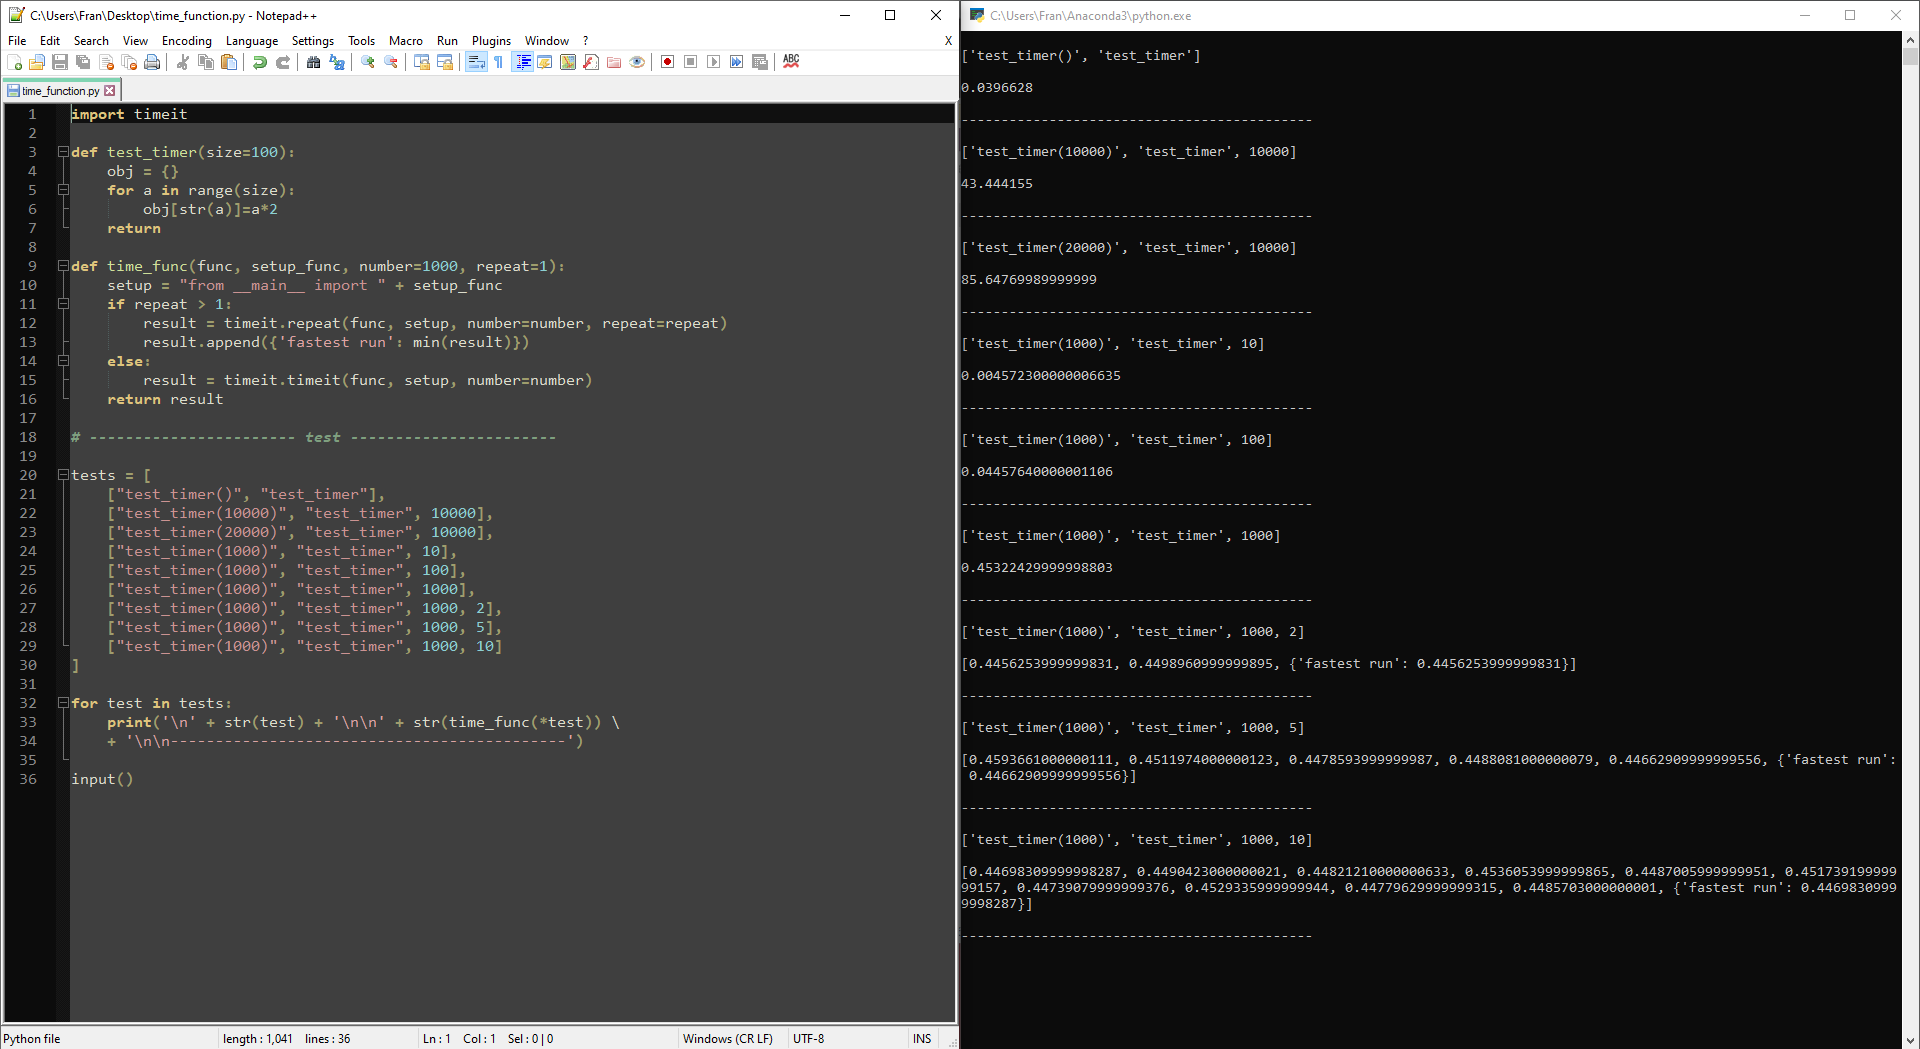 C:\Users\Fran\Desktop\time_function.py - Notepad++
File Edit Search View Encoding Language Settings Tools Macro Run Plugins Window ? X
ABC
time_function.py
1 import timeit
2
3 def test_timer(size=100):
4     obj = {}
5     for a in range(size):
6         obj[str(a)]=a*2
7     return
8
9 def time_func(func, setup_func, number=1000, repeat=1):
10     setup = "from __main__ import " + setup_func
11     if repeat > 1:
12         result = timeit.repeat(func, setup, number=number, repeat=repeat)
13         result.append({'fastest run': min(result)})
14     else:
15         result = timeit.timeit(func, setup, number=number)
16     return result
17
18 # ----------------------- test -----------------------
19
20 tests = [
21     ["test_timer()", "test_timer"],
22     ["test_timer(10000)", "test_timer", 10000],
23     ["test_timer(20000)", "test_timer", 10000],
24     ["test_timer(1000)", "test_timer", 10],
25     ["test_timer(1000)", "test_timer", 100],
26     ["test_timer(1000)", "test_timer", 1000],
27     ["test_timer(1000)", "test_timer", 1000, 2],
28     ["test_timer(1000)", "test_timer", 1000, 5],
29     ["test_timer(1000)", "test_timer", 1000, 10]
30 ]
31
32 for test in tests:
33     print('\n' + str(test) + '\n\n' + str(time_func(*test)) \
34     + '\n\n--------------------------------------------')
35
36 input()
Python file length : 1,041 lines : 36 Ln : 1 Col : 1 Sel : 0 | 0 Windows (CR LF) UTF-8 INS
C:\Users\Fran\Anaconda3\python.exe
['test_timer()', 'test_timer']
0.0396628
--------------------------------------------
['test_timer(10000)', 'test_timer', 10000]
43.444155
--------------------------------------------
['test_timer(20000)', 'test_timer', 10000]
85.64769989999999
--------------------------------------------
['test_timer(1000)', 'test_timer', 10]
0.004572300000006635
--------------------------------------------
['test_timer(1000)', 'test_timer', 100]
0.04457640000001106
--------------------------------------------
['test_timer(1000)', 'test_timer', 1000]
0.45322429999998803
--------------------------------------------
['test_timer(1000)', 'test_timer', 1000, 2]
[0.4456253999999831, 0.4498960999999895, {'fastest run': 0.4456253999999831}]
--------------------------------------------
['test_timer(1000)', 'test_timer', 1000, 5]
[0.4593661000000111, 0.4511974000000123, 0.4478593999999987, 0.4488081000000079, 0.44662909999999556, {'fastest run':
 0.44662909999999556}]
--------------------------------------------
['test_timer(1000)', 'test_timer', 1000, 10]
[0.44698309999998287, 0.4490423000000021, 0.44821210000000633, 0.4536053999999865, 0.4487005999999951, 0.451739199999
99157, 0.44739079999999376, 0.4529335999999944, 0.44779629999999315, 0.4485703000000001, {'fastest run': 0.4469830999
9998287}]
--------------------------------------------